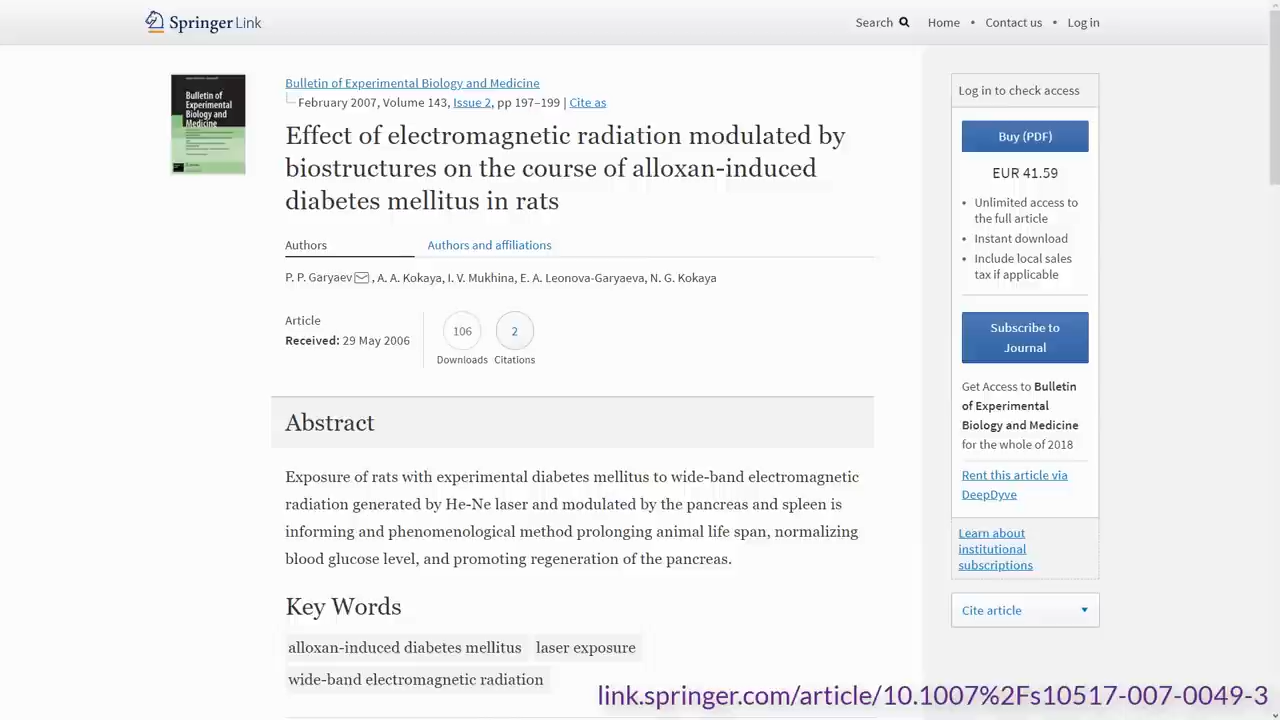 Springer Link
Search
Home • Contact us • Log in
Bulletin of Experimental Biology and Medicine
Bulletin of Experimental Biology and Medicine
February 2007, Volume 143, Issue 2, pp 197–199 | Cite as
Effect of electromagnetic radiation modulated by
biostructures on the course of alloxan-induced
diabetes mellitus in rats
Authors
Authors and affiliations
P. P. Garyaev , A. A. Kokaya, I. V. Mukhina, E. A. Leonova-Garyaeva, N. G. Kokaya
Article
Received: 29 May 2006
106
Downloads
2
Citations
Abstract
Exposure of rats with experimental diabetes mellitus to wide-band electromagnetic
radiation generated by He-Ne laser and modulated by the pancreas and spleen is
informing and phenomenological method prolonging animal life span, normalizing
blood glucose level, and promoting regeneration of the pancreas.
Key Words
alloxan-induced diabetes mellitus
laser exposure
wide-band electromagnetic radiation
Log in to check access
Buy (PDF)
EUR 41.59
• Unlimited access to
the full article
• Instant download
• Include local sales
tax if applicable
Subscribe to
Journal
Get Access to Bulletin
of Experimental
Biology and Medicine
for the whole of 2018
Rent this article via
DeepDyve
Learn about
institutional
subscriptions
Cite article
link.springer.com/article/10.1007%2Fs10517-007-0049-3